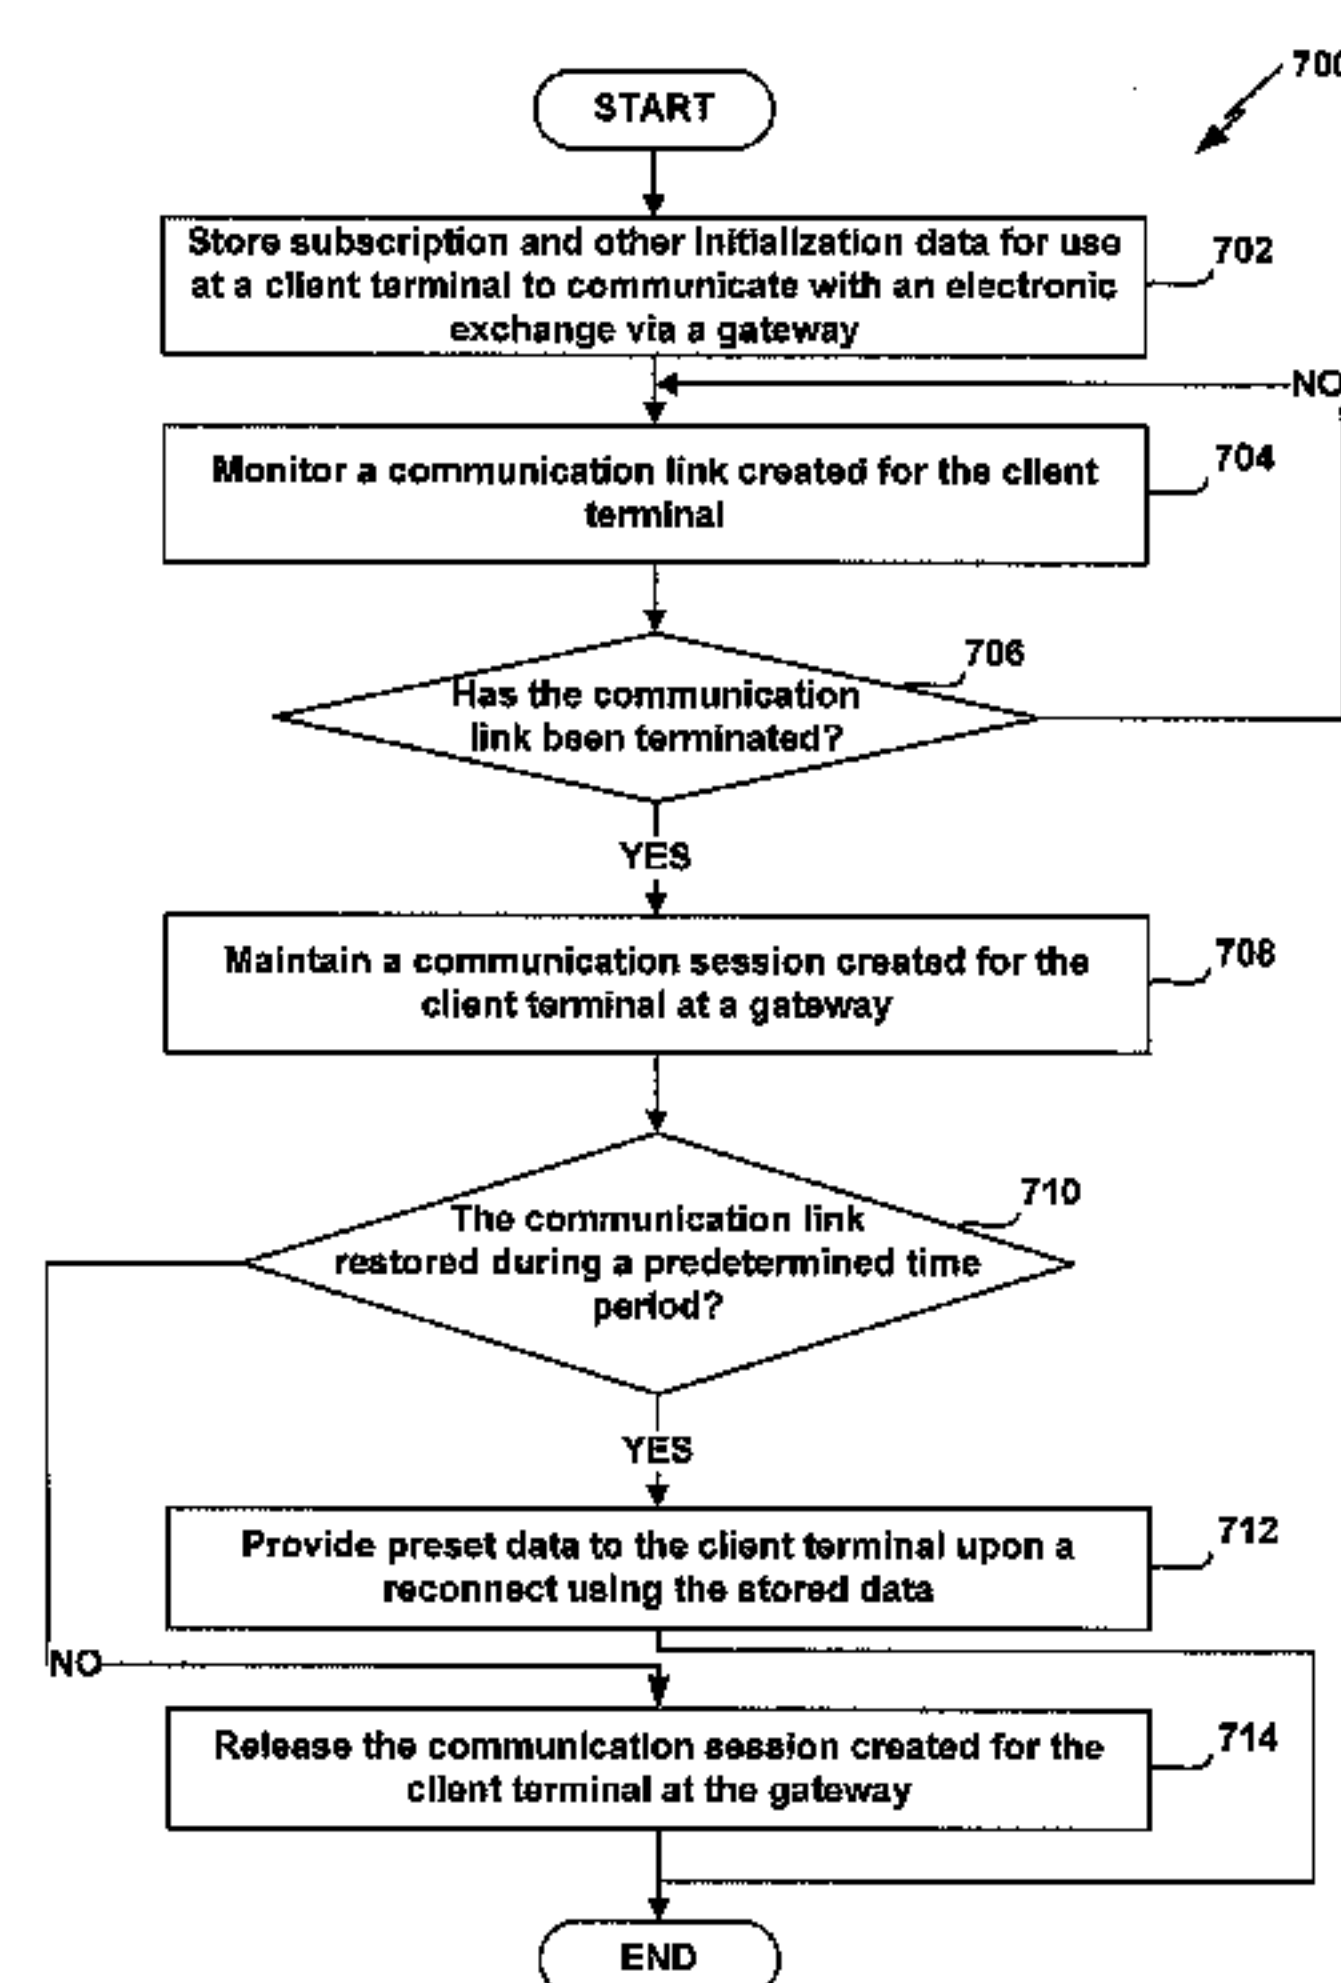 700
START
Store subscription and other initialization data for use
at a client terminal to communicate with an electronic
exchange via a gateway
702
NO
Monitor a communication link created for the client
terminal
704
706
Has the communication
link been terminated?
YES
Maintain a communication session created for the
client terminal at a gateway
708
710
The communication link
restored during a predetermined time
period?
YES
Provide preset data to the client terminal upon a
reconnect using the stored data
712
NO
Release the communication session created for the
client terminal at the gateway
714
END